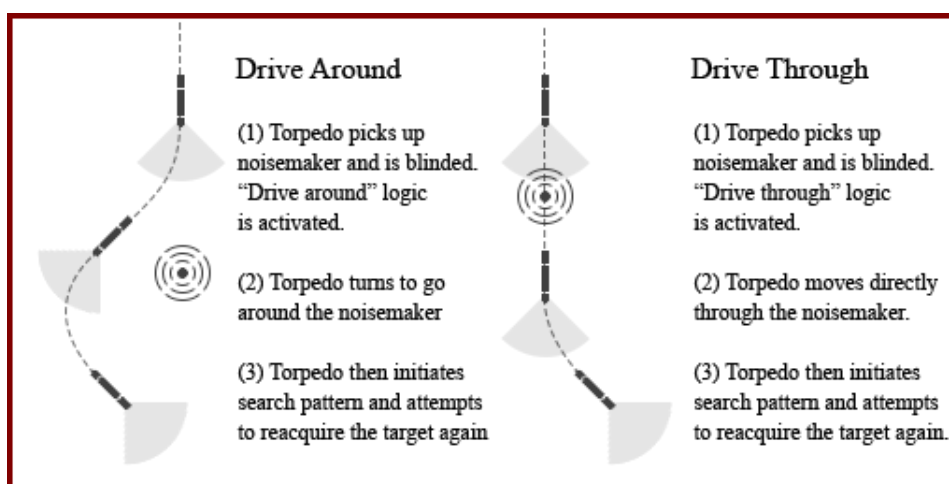 Drive Around
(1) Torpedo picks up
noisemaker and is blinded.
“Drive around” logic
is activated.
(2) Torpedo turns to go
around the noisemaker
(3) Torpedo then initiates
search pattern and attempts
to reacquire the target again
Drive Through
(1) Torpedo picks up
noisemaker and is blinded.
“Drive through” logic
is activated.
(2) Torpedo moves directly
through the noisemaker.
(3) Torpedo then initiates
search pattern and attempts
to reacquire the target again.